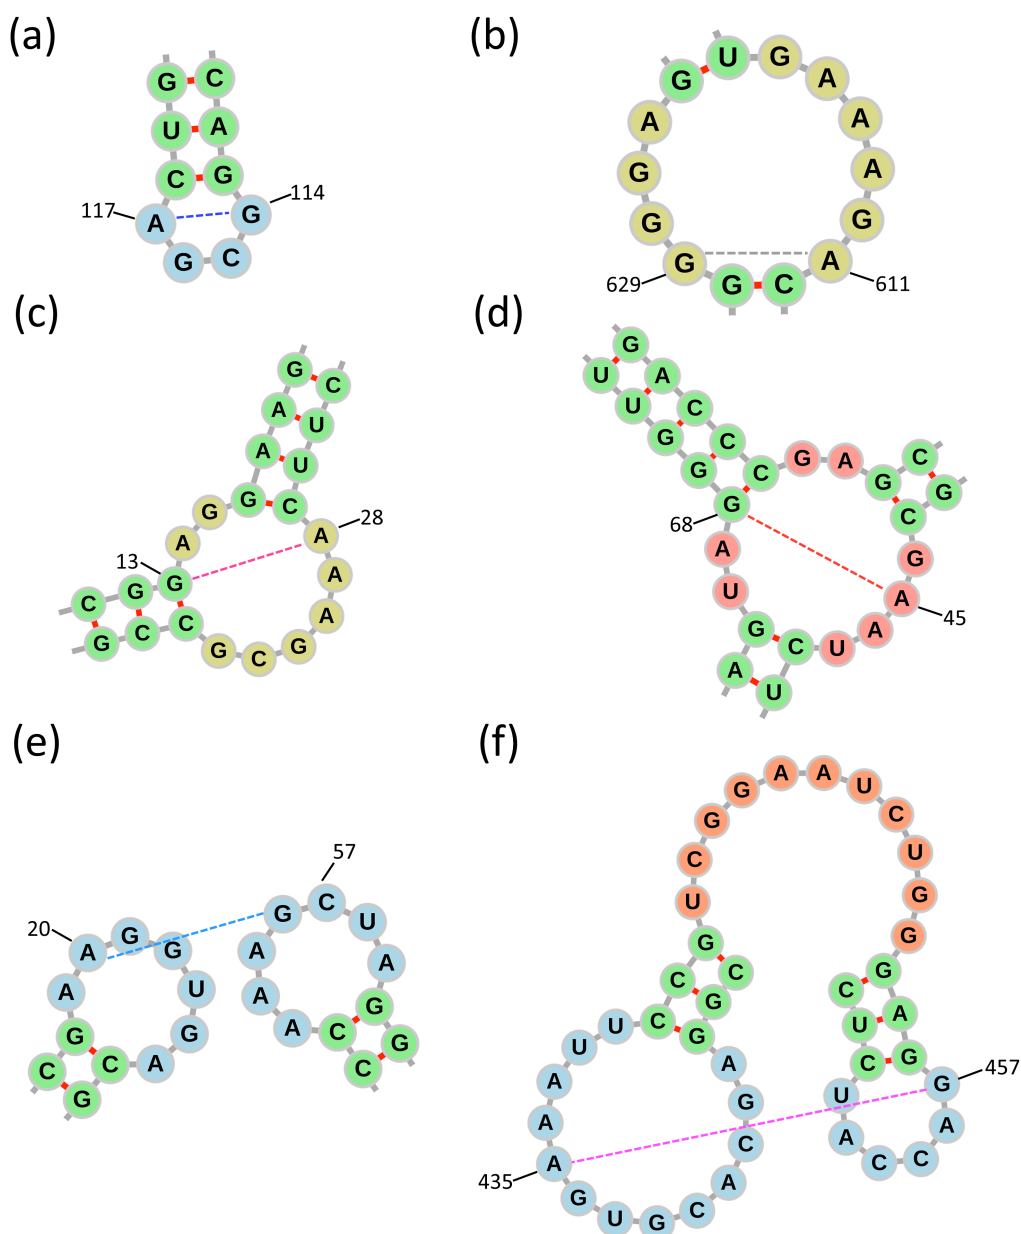 (a)
(b)
G C
U A
C G
A G
G C
117
114
G U G A
A A
G A
G G
G A
G C
629
611
(c)
(d)
G C
A U
A U
G G C
A A
28
13
C G G A
G C C A
G C G
G
U A
U C
G C
G C G A C
G G G
68
A C
U G
G A
C U A
A U
45
(e)
(f)
57
20
A G G
A U
G G
C C A
G
G C U
A A
A G
A C G
C
A A
G U
G C
C U
U G
G G
C C
C G
U U C G
A G A
A G
A C
A A
G U G C
435
C G
U A
C G
U G
A A
C C
457